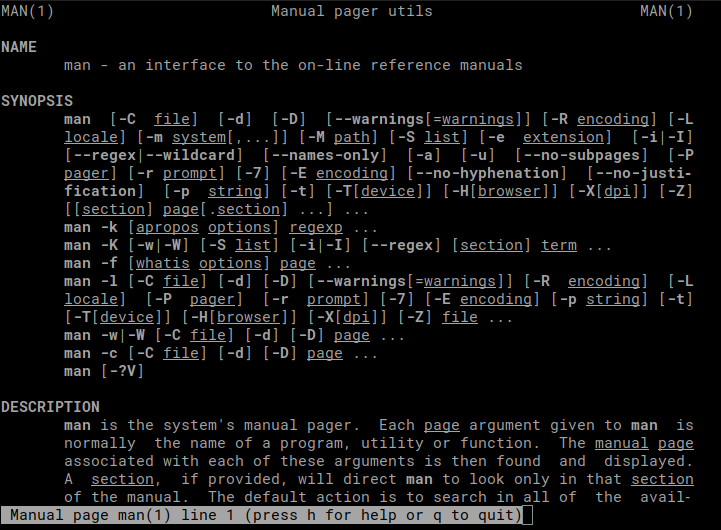 MAN(1) Manual pager utils MAN(1)
NAME
man - an interface to the on-line reference manuals
SYNOPSIS
man [-C file] [-d] [-D] [--warnings[=warnings]] [-R encoding] [-L
locale] [-m system[,...]] [-M path] [-S list] [-e extension] [-i|-I]
[--regex|--wildcard] [--names-only] [-a] [-u] [--no-subpages] [-P
pager] [-r prompt] [-7] [-E encoding] [--no-hyphenation] [--no-justi-
fication] [-p string] [-t] [-T[device]] [-H[browser]] [-X[dpi]] [-Z]
[[section] page[.section] ...] ...
man -k [apropos options] regexp ...
man -K [-w|-W] [-S list] [-i|-I] [--regex] [section] term ...
man -f [whatis options] page ...
man -l [-C file] [-d] [-D] [--warnings[=warnings]] [-R encoding] [-L
locale] [-P pager] [-r prompt] [-7] [-E encoding] [-p string] [-t]
[-T[device]] [-H[browser]] [-X[dpi]] [-Z] file ...
man -w|-W [-C file] [-d] [-D] page ...
man -c [-C file] [-d] [-D] page ...
man [-?V]
DESCRIPTION
man is the system's manual pager. Each page argument given to man is
normally the name of a program, utility or function. The manual page
associated with each of these arguments is then found and displayed.
A section, if provided, will direct man to look only in that section
of the manual. The default action is to search in all of the avail-
Manual page man(1) line 1 (press h for help or q to quit)